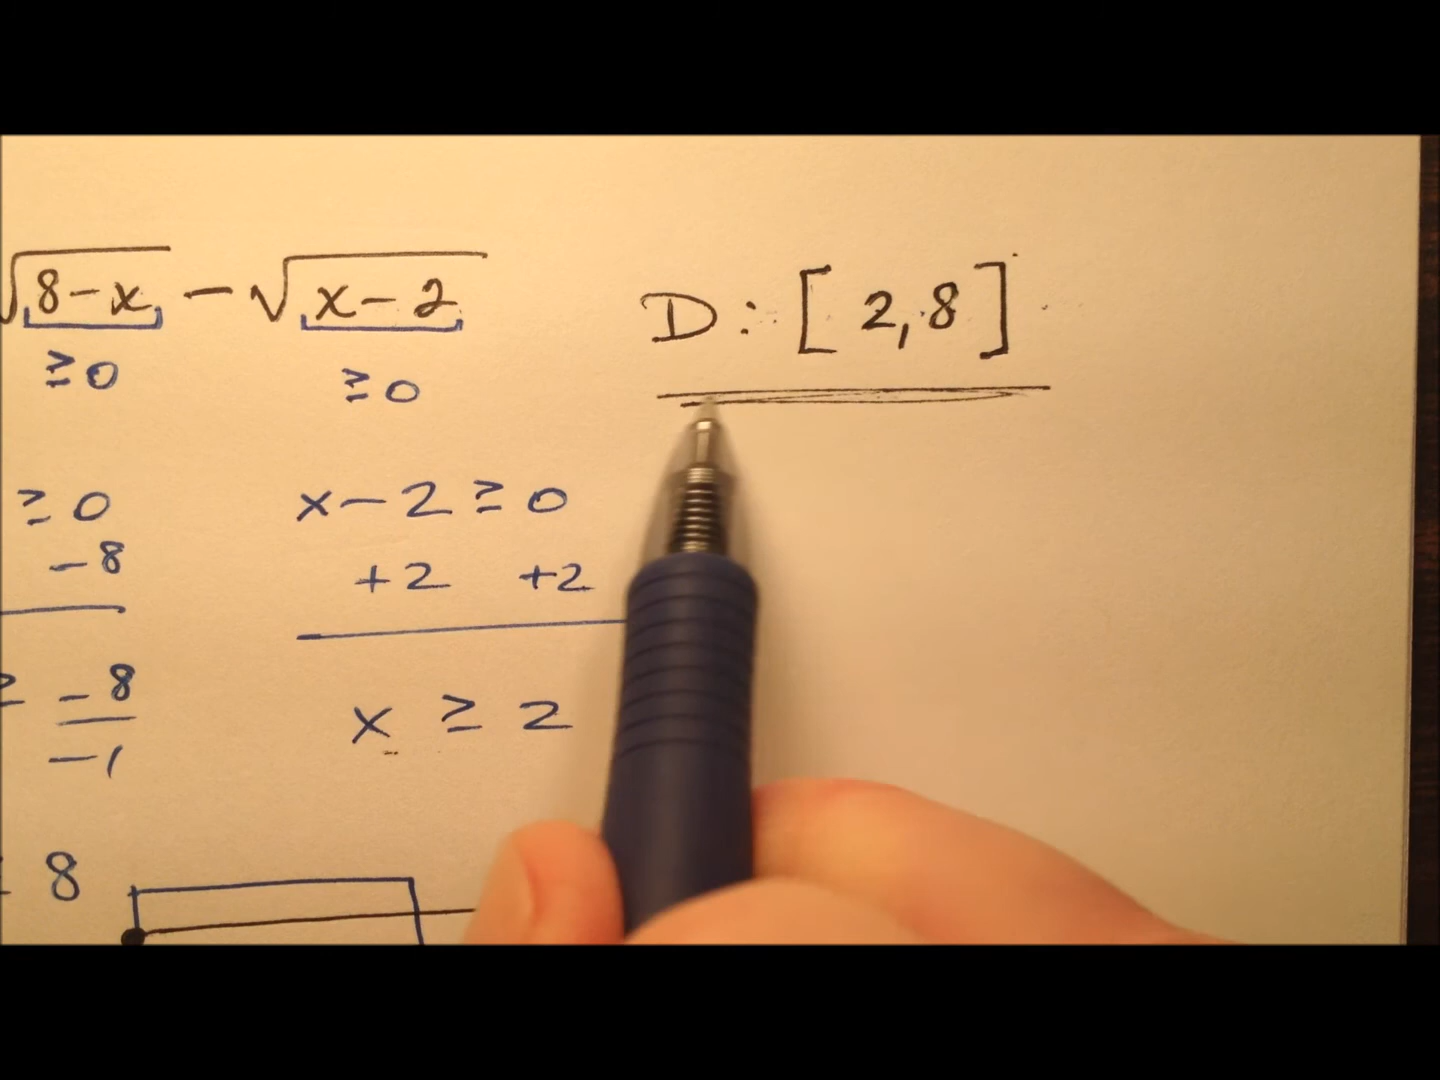 √8-x - √x-2 D: [2,8]
≥0 ≥0
≥0 x-2 ≥ 0
-8 +2 +2
≥ -8/-1 x ≥ 2
8